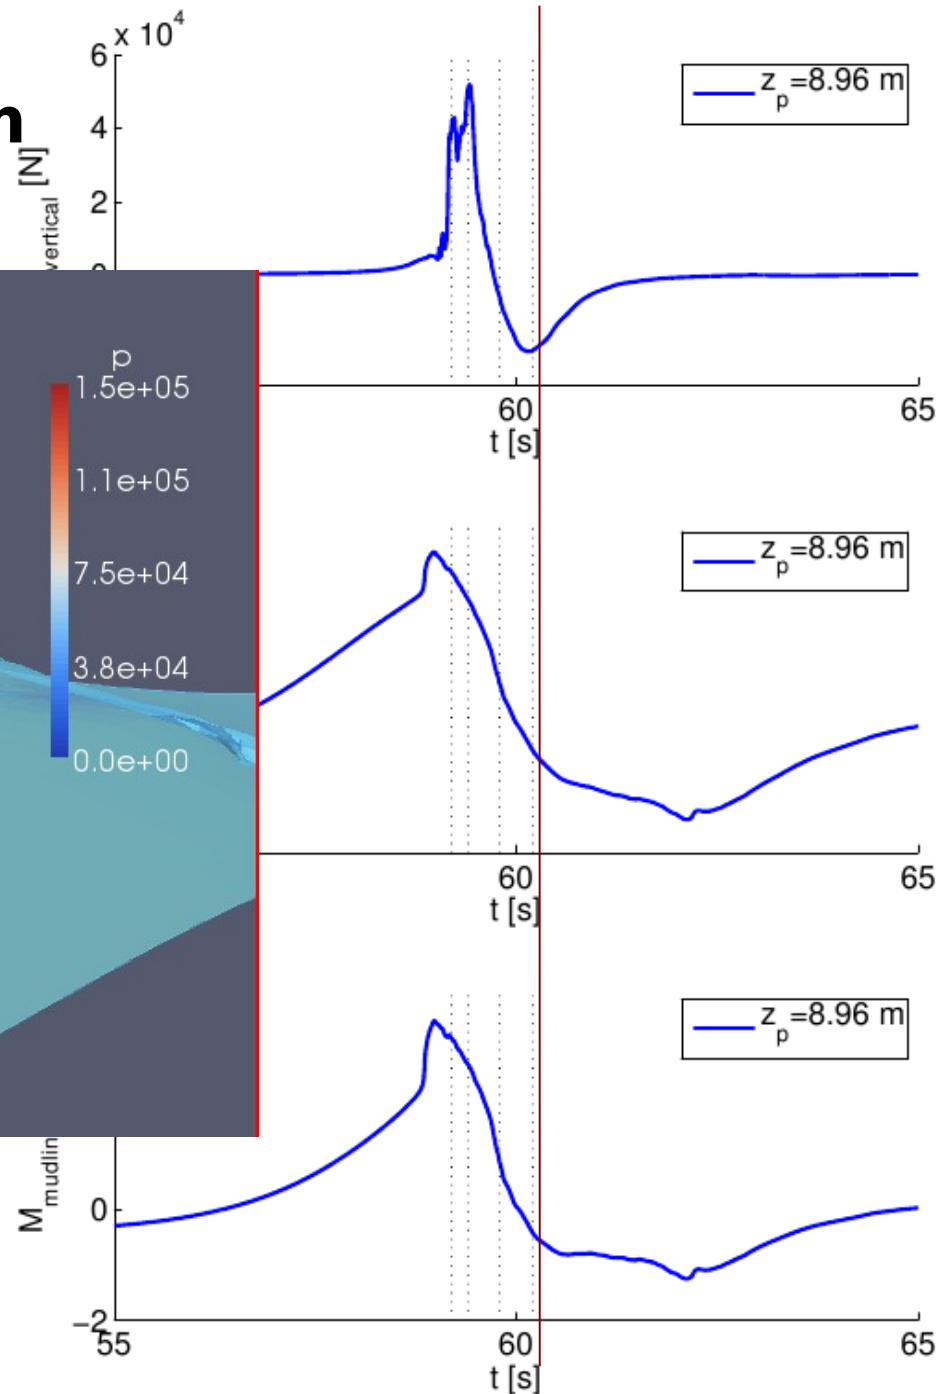 x 10⁴
6
n
z_p=8.96 m
4
[N]
2
vertical
p
1.5e+05
1.1e+05
7.5e+04
3.8e+04
0.0e+00
60
65
t [s]
z_p=8.96 m
60
65
t [s]
z_p=8.96 m
M
0
−2
55
60
65
t [s]